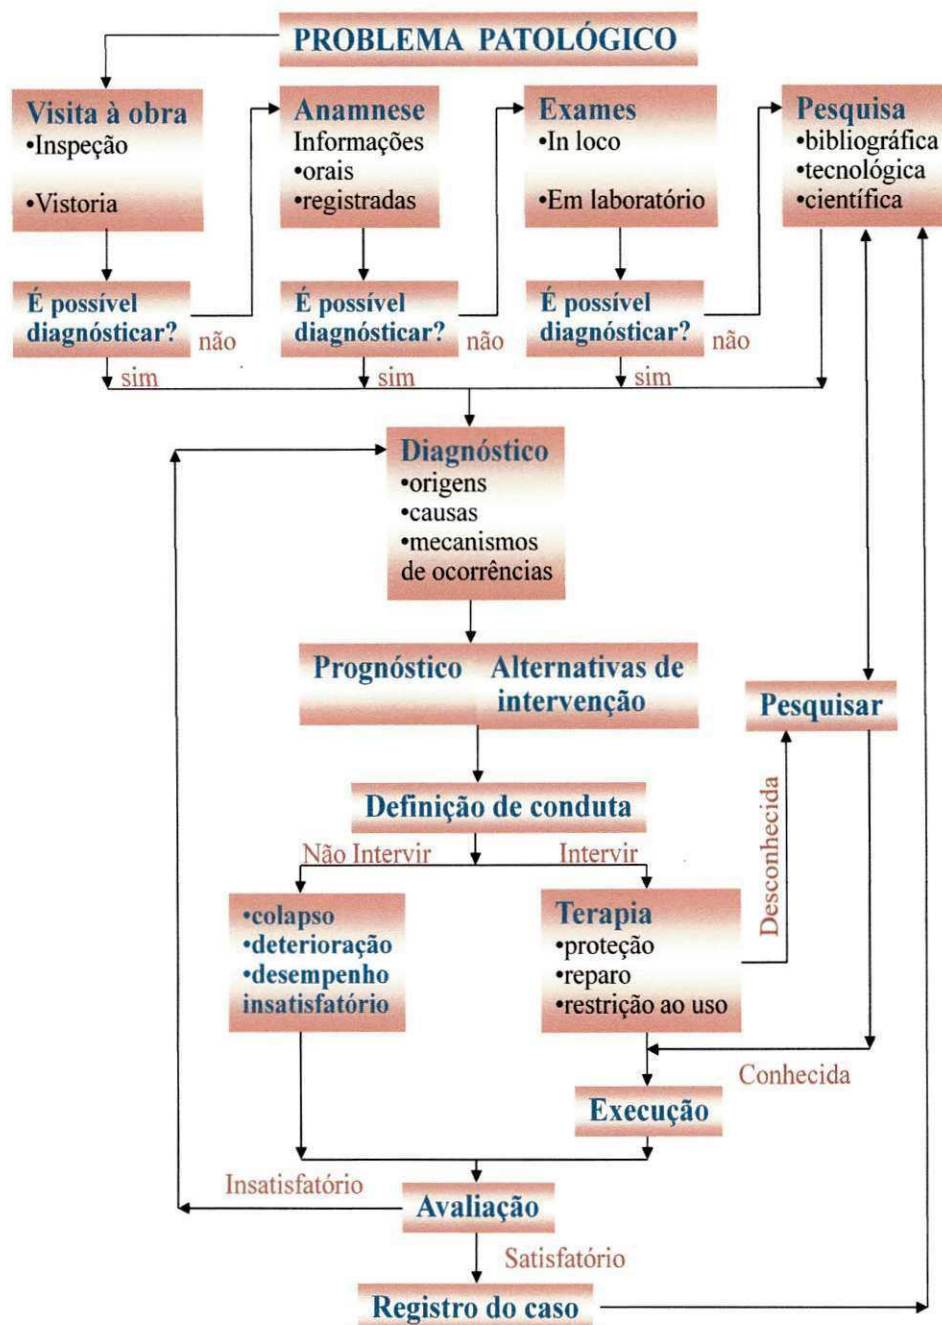 PROBLEMA PATOLÓGICO
Visita à obra
•Inspeção
•Vistoria
Anamnese
Informações
•orais
•registradas
Exames
•In loco
•Em laboratório
Pesquisa
•bibliográfica
•tecnológica
•científica
É possível
diagnósticar?
não
sim
É possível
diagnósticar?
não
sim
É possível
diagnósticar?
não
sim
Diagnóstico
•origens
•causas
•mecanismos
de ocorrências
Prognóstico
Alternativas de
intervenção
Pesquisar
Definição de conduta
Não Intervir
Intervir
Desconhecida
•colapso
•deterioração
•desempenho
insatisfatório
Terapia
•proteção
•reparo
•restrição ao uso
Conhecida
Execução
Insatisfatório
Avaliação
Satisfatório
Registro do caso